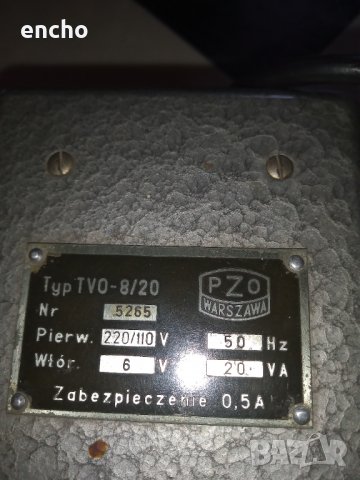 encho
Typ TVO-8/20
PZO
WARSZAWA
Nr 5265
Pierw. 220/110 V 50 Hz
Wtór. 6 V 20 VA
Zabezpieczenie 0,5A
BAZAR